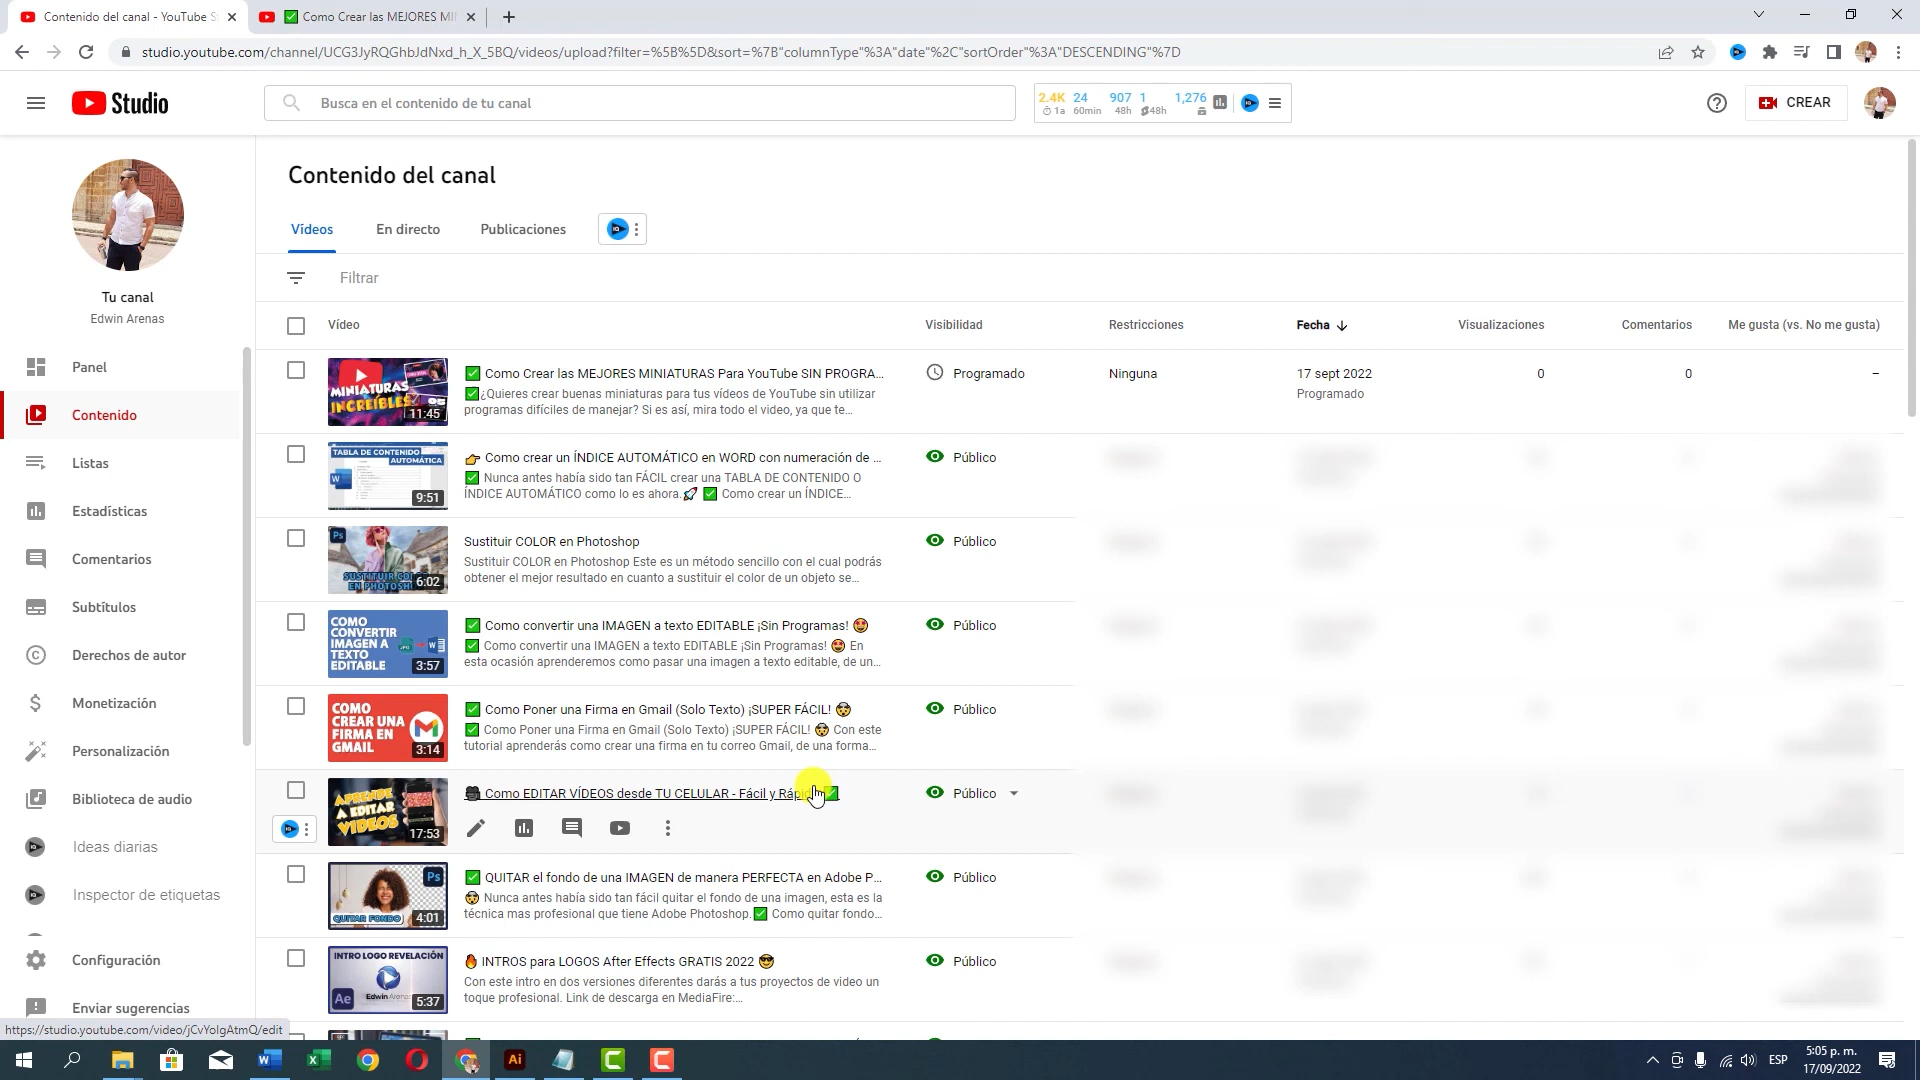 Contenido del canal - YouTube S
Como Crear las MEJORES MI
studio.youtube.com/channel/UCG3JyRQGhbJdNxd_h_X_5BQ/videos/upload?filter=%5B%5D&sort=%7B"columnType"%3A"date"%2C"sortOrder"%3A"DESCENDING"%7D
Studio
Busca en el contenido de tu canal
2.4K 24 907 1 1,276
1a 60min 48h 48h
CREAR
Contenido del canal
Vídeos
En directo
Publicaciones
Filtrar
Tu canal
Edwin Arenas
Panel
Contenido
Listas
Estadísticas
Comentarios
Subtítulos
Derechos de autor
Monetización
Personalización
Biblioteca de audio
Ideas diarias
Inspector de etiquetas
Configuración
Enviar sugerencias
Vídeo
Visibilidad
Restricciones
Fecha
Visualizaciones
Comentarios
Me gusta (vs. No me gusta)
MINIATURAS
INCREÍBLES
11:45
✅ Como Crear las MEJORES MINIATURAS Para YouTube SIN PROGRA...
✅¿Quieres crear buenas miniaturas para tus vídeos de YouTube sin utilizar
programas difíciles de manejar? Si es así, mira todo el video, ya que te...
Programado
Ninguna
17 sept 2022
Programado
0
0
–
TABLA DE CONTENIDO
AUTOMÁTICA
9:51
👉 Como crear un ÍNDICE AUTOMÁTICO en WORD con numeración de ...
✅ Nunca antes había sido tan FÁCIL crear una TABLA DE CONTENIDO O
ÍNDICE AUTOMÁTICO como lo es ahora.🚀 ✅ Como crear un ÍNDICE...
Público
Ps
SUSTITUIR COLOR
EN PHOTOSHOP
6:02
Sustituir COLOR en Photoshop
Sustituir COLOR en Photoshop Este es un método sencillo con el cual podrás
obtener el mejor resultado en cuanto a sustituir el color de un objeto se...
Público
COMO
CONVERTIR
IMAGEN A
TEXTO
EDITABLE
3:57
✅ Como convertir una IMAGEN a texto EDITABLE ¡Sin Programas! 🤩
✅ Como convertir una IMAGEN a texto EDITABLE ¡Sin Programas! 🤩 En
esta ocasión aprenderemos como pasar una imagen a texto editable, de un...
Público
COMO
CREAR UNA
FIRMA EN
GMAIL
3:14
✅ Como Poner una Firma en Gmail (Solo Texto) ¡SUPER FÁCIL! 🤯
✅ Como Poner una Firma en Gmail (Solo Texto) ¡SUPER FÁCIL! 🤯 Con este
tutorial aprenderás como crear una firma en tu correo Gmail, de una forma...
Público
APRENDE
A EDITAR
VIDEOS
17:53
🎥 Como EDITAR VÍDEOS desde TU CELULAR - Fácil y Rápido ✅
Público
Ps
QUITAR FONDO
4:01
✅ QUITAR el fondo de una IMAGEN de manera PERFECTA en Adobe P...
🤯 Nunca antes había sido tan fácil quitar el fondo de una imagen, esta es la
técnica mas profesional que tiene Adobe Photoshop.✅ Como quitar fondo...
Público
INTRO LOGO REVELACIÓN
Edwin Arenas
Ae
5:37
🔥 INTROS para LOGOS After Effects GRATIS 2022 😎
Con este intro en dos versiones diferentes darás a tus proyectos de video un
toque profesional. Link de descarga en MediaFire:...
Público
https://studio.youtube.com/video/jCvYoIgAtmQ/edit
ESP
5:05 p. m.
17/09/2022